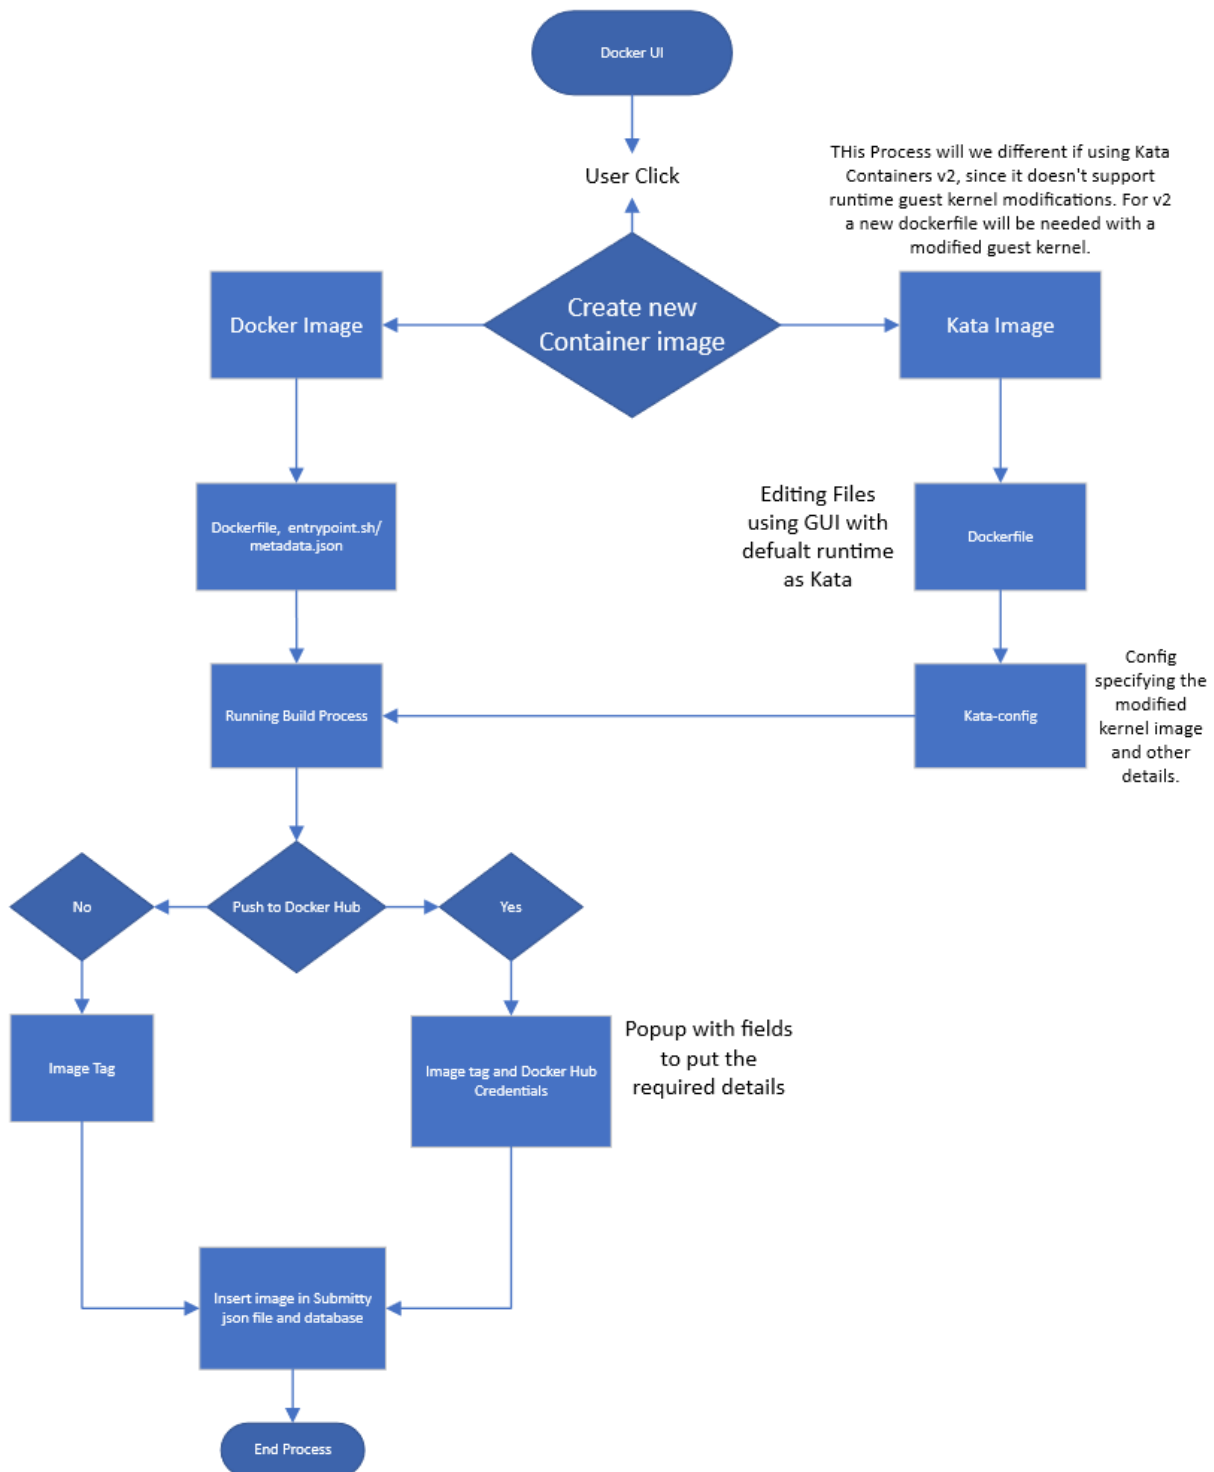 Docker UI
User Click
THis Process will we different if using Kata
Containers v2, since it doesn't support
runtime guest kernel modifications. For v2
a new dockerfile will be needed with a
modified guest kernel.
Docker Image
Create new
Container image
Kata Image
Dockerfile, entrypoint.sh/
metadata.json
Editing Files
using GUI with
defualt runtime
as Kata
Dockerfile
Running Build Process
Kata-config
Config
specifying the
modified
kernel image
and other
details.
No
Push to Docker Hub
Yes
Image Tag
Image tag and Docker Hub
Credentials
Popup with fields
to put the
required details
Insert image in Submitty
json file and database
End Process